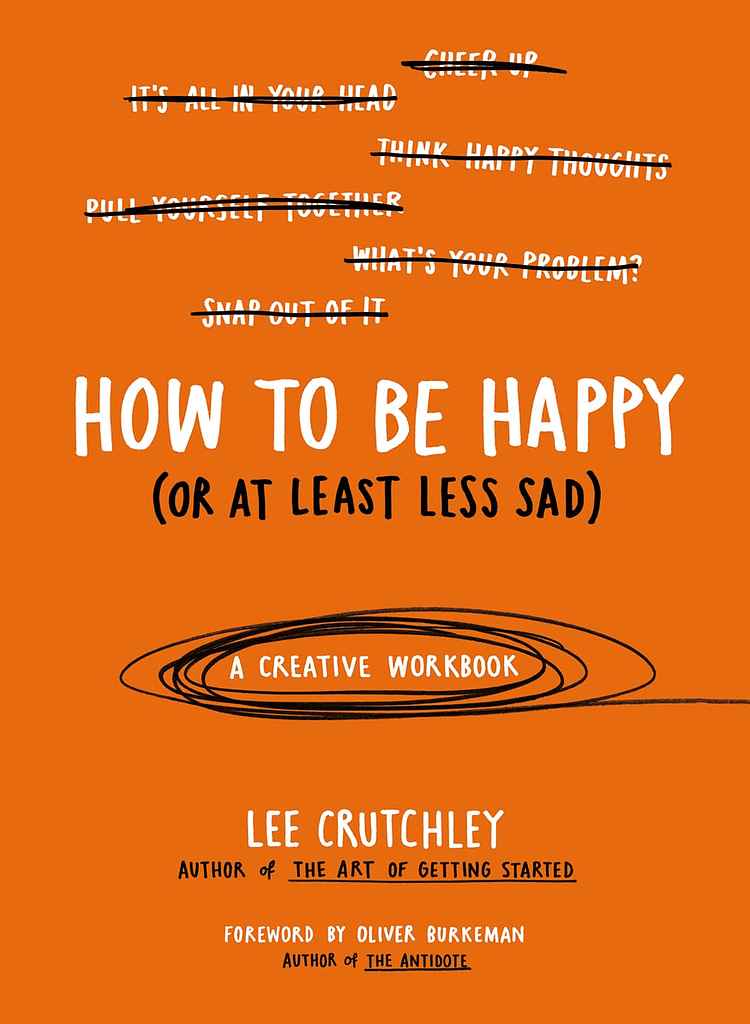 CHEER UP
IT'S ALL IN YOUR HEAD
THINK HAPPY THOUGHTS
PULL YOURSELF TOGETHER
WHAT'S YOUR PROBLEM?
SNAP OUT OF IT
HOW TO BE HAPPY
(OR AT LEAST LESS SAD)
A CREATIVE WORKBOOK
LEE CRUTCHLEY
AUTHOR of THE ART OF GETTING STARTED
FOREWORD BY OLIVER BURKEMAN
AUTHOR of THE ANTIDOTE